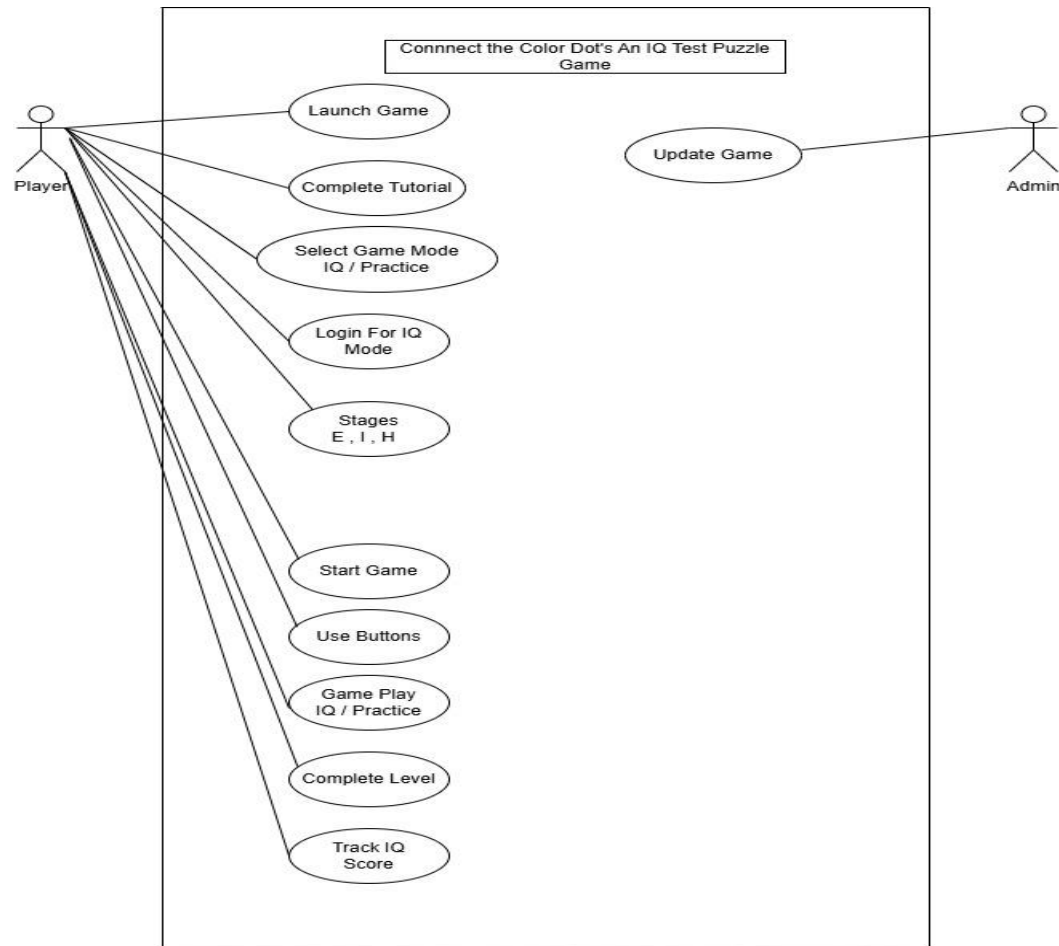 Connnect the Color Dot's An IQ Test Puzzle
Game
Launch Game
Update Game
Player
Complete Tutorial
Admin
Select Game Mode
IQ / Practice
Login For IQ
Mode
Stages
E , I , H
Start Game
Use Buttons
Game Play
IQ / Practice
Complete Level
Track IQ
Score